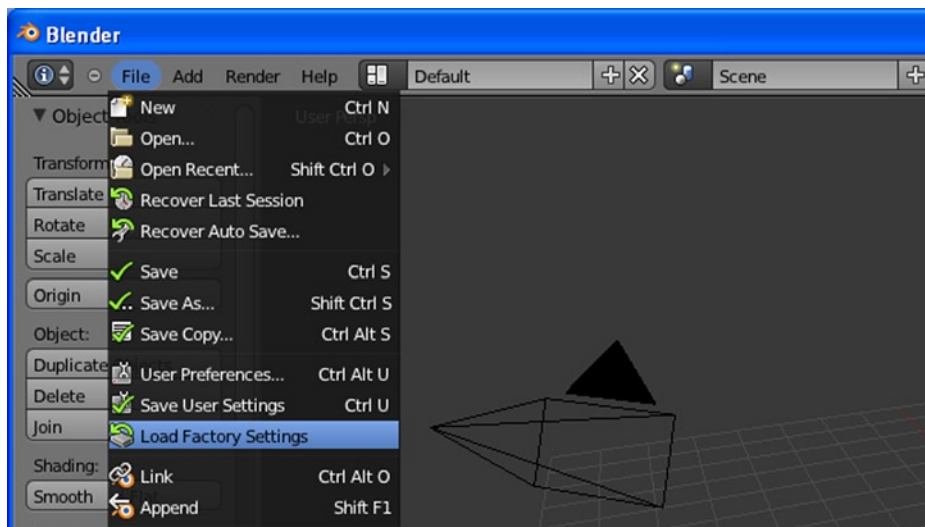 Blender
File Add Render Help Default Scene
Object
User Persp
New Ctrl N
Open... Ctrl O
Open Recent... Shift Ctrl O
Recover Last Session
Recover Auto Save...
Save Ctrl S
Save As... Shift Ctrl S
Save Copy... Ctrl Alt S
User Preferences... Ctrl Alt U
Save User Settings Ctrl U
Load Factory Settings
Link Ctrl Alt O
Append Shift F1
Transform
Translate
Rotate
Scale
Origin
Object:
Duplicate
Delete
Join
Shading:
Smooth Flat